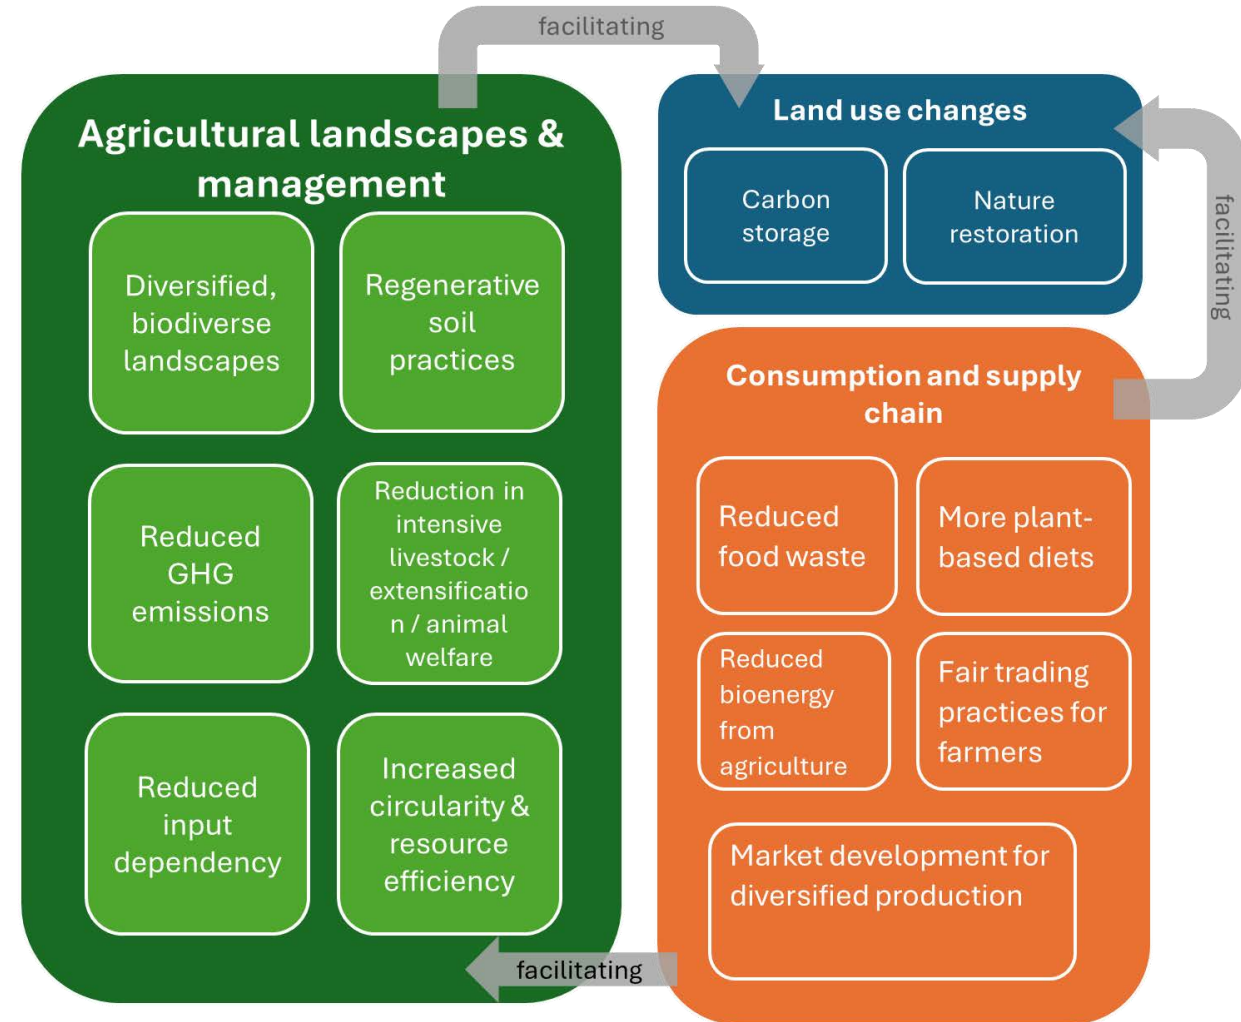 facilitating
Agricultural landscapes &
management
Diversified,
biodiverse
landscapes
Regenerative
soil
practices
Reduced
GHG
emissions
Reduction in
intensive
livestock /
extensificatio
n / animal
welfare
Reduced
input
dependency
Increased
circularity &
resource
efficiency
Land use changes
Carbon
storage
Nature
restoration
facilitating
Consumption and supply
chain
Reduced
food waste
More plant-
based diets
Reduced
bioenergy
from
agriculture
Fair trading
practices for
farmers
Market development for
diversified production
facilitating